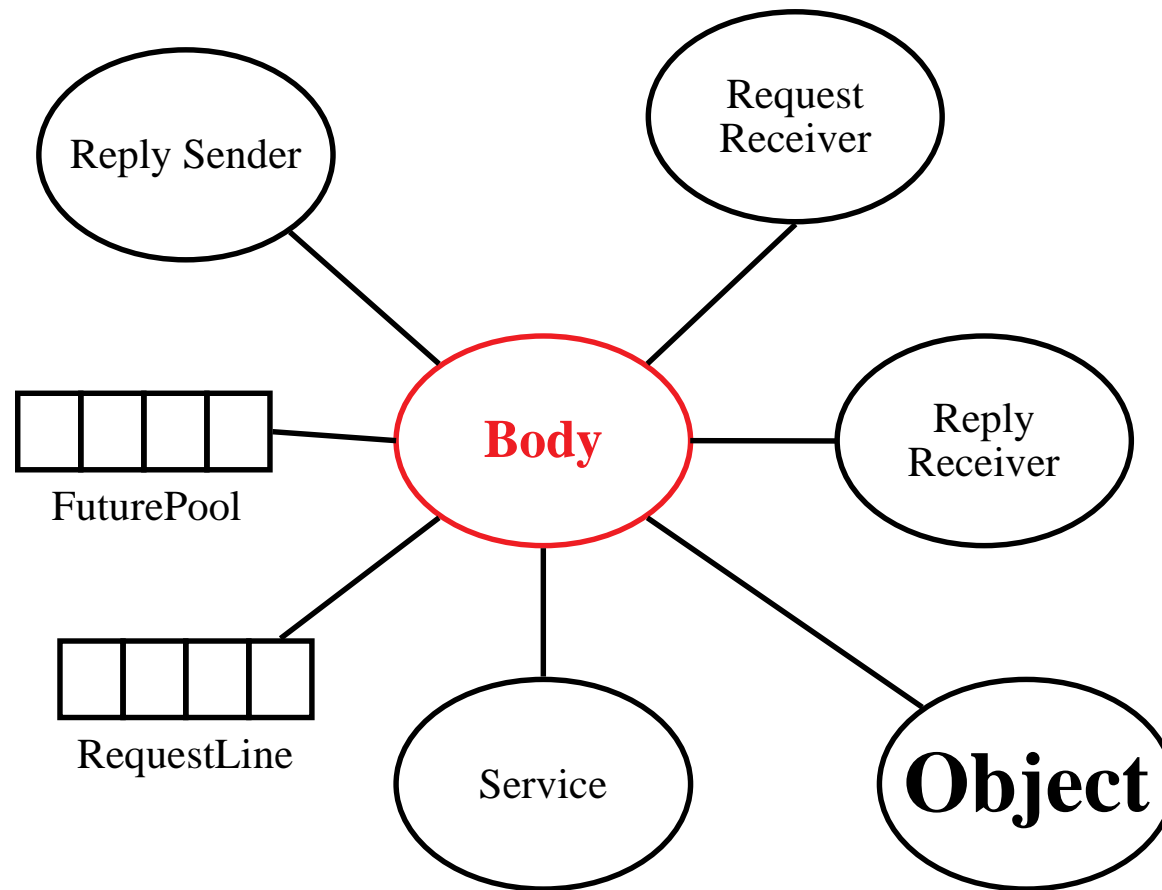 Request
Receiver
Reply Sender
Body
Reply
Receiver
FuturePool
RequestLine
Service
Object